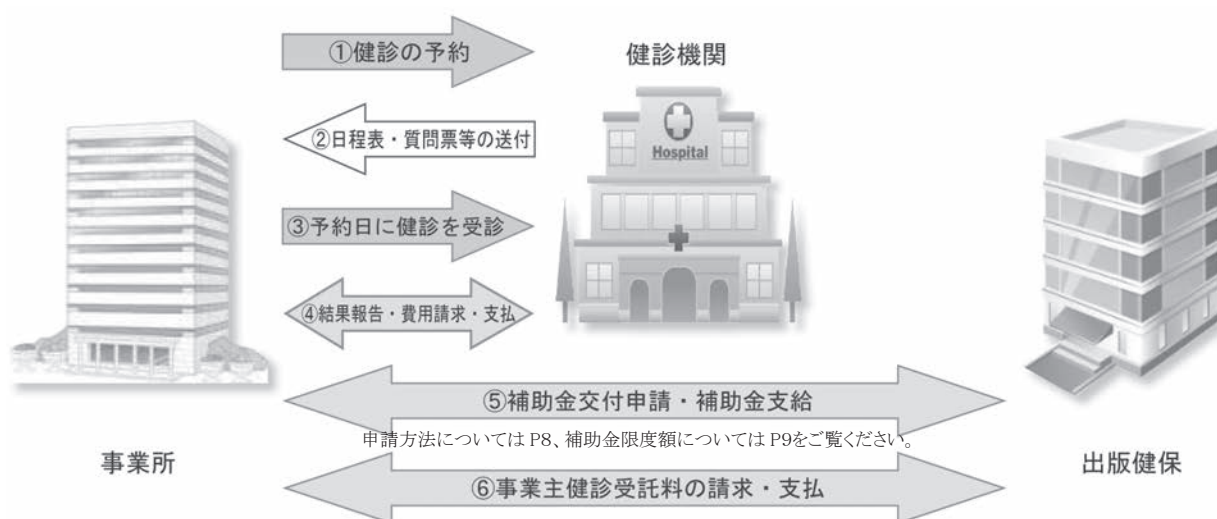 ①健診の予約
健診機関
②日程表・質問票等の送付
Hospital
③予約日に健診を受診
④結果報告・費用請求・支払
⑤補助金交付申請・補助金支給
申請方法については P8、補助金限度額については P9をご覧ください。
事業所
出版健保
⑥事業主健診受託料の請求・支払